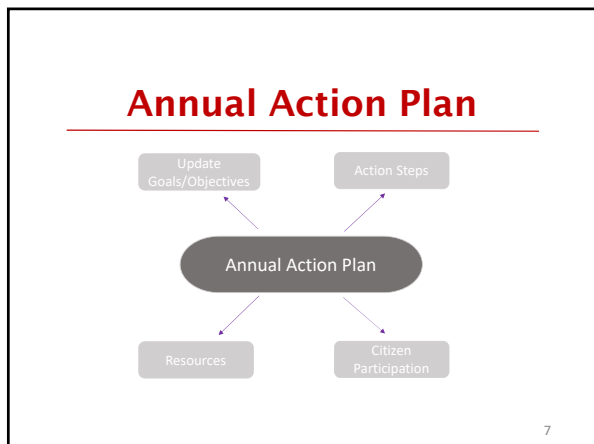 Annual Action Plan
Update
Goals/Objectives
Action Steps
Annual Action Plan
Resources
Citizen
Participation
7